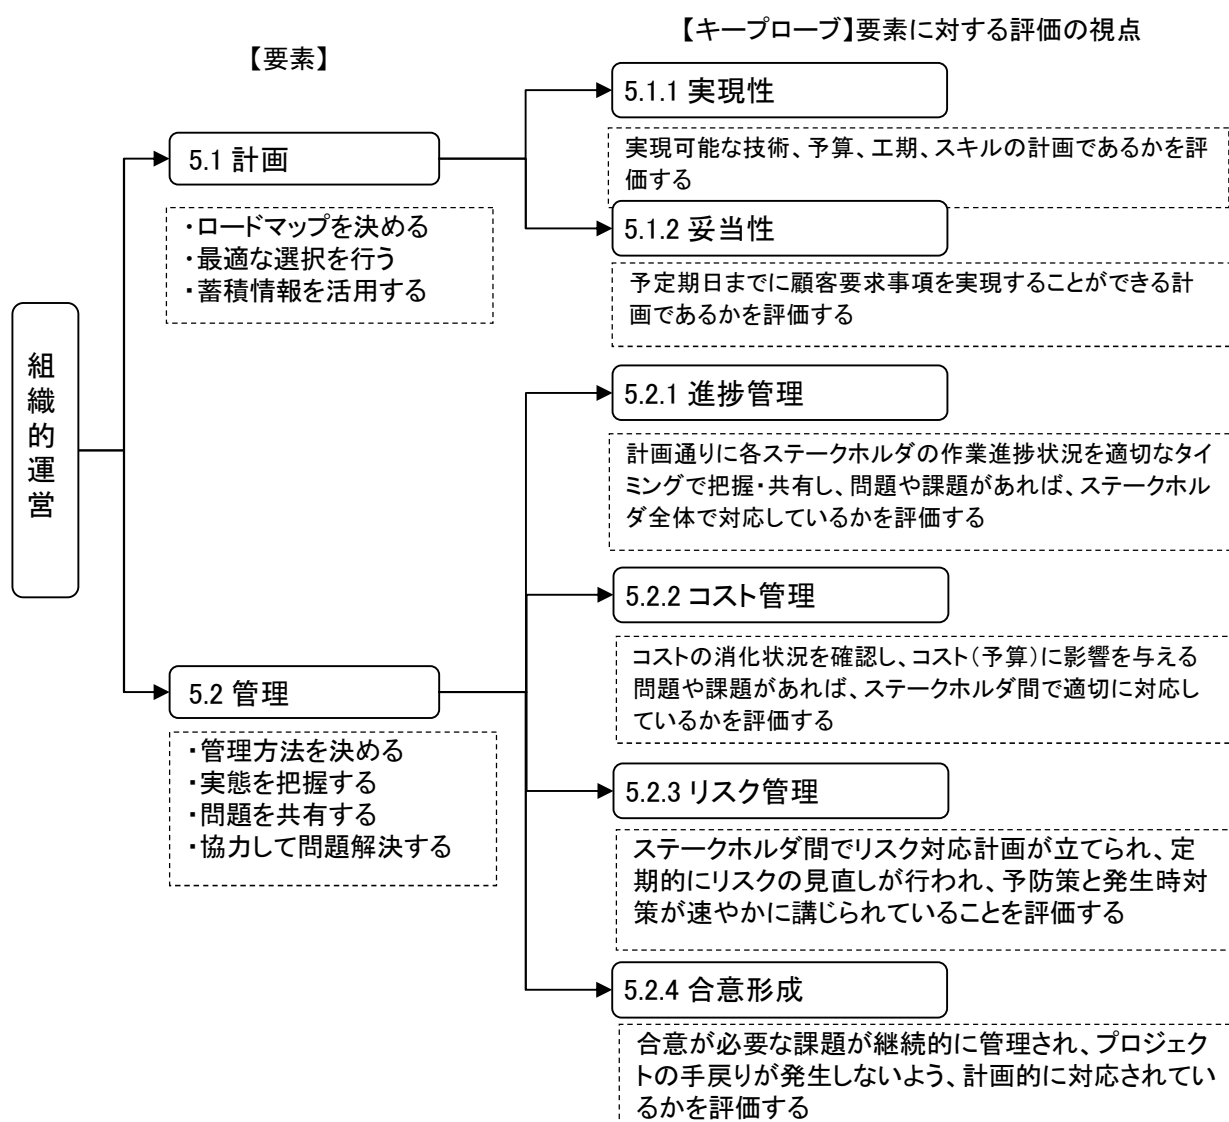 【キープローブ】要素に対する評価の視点
【要素】
5.1.1 実現性
実現可能な技術、予算、工期、スキルの計画であるかを評
価する
5.1 計画
・ロードマップを決める
・最適な選択を行う
・蓄積情報を活用する
5.1.2 妥当性
予定期日までに顧客要求事項を実現することができる計
画であるかを評価する
組織的運営
5.2.1 進捗管理
計画通りに各ステークホルダの作業進捗状況を適切なタイ
ミングで把握・共有し、問題や課題があれば、ステークホル
ダ全体で対応しているかを評価する
5.2.2 コスト管理
コストの消化状況を確認し、コスト（予算）に影響を与える
問題や課題があれば、ステークホルダ間で適切に対応し
ているかを評価する
5.2 管理
・管理方法を決める
・実態を把握する
・問題を共有する
・協力して問題解決する
5.2.3 リスク管理
ステークホルダ間でリスク対応計画が立てられ、定
期的にリスクの見直しが行われ、予防策と発生時対
策が速やかに講じられていることを評価する
5.2.4 合意形成
合意が必要な課題が継続的に管理され、プロジェク
トの手戻りが発生しないよう、計画的に対応されてい
るかを評価する